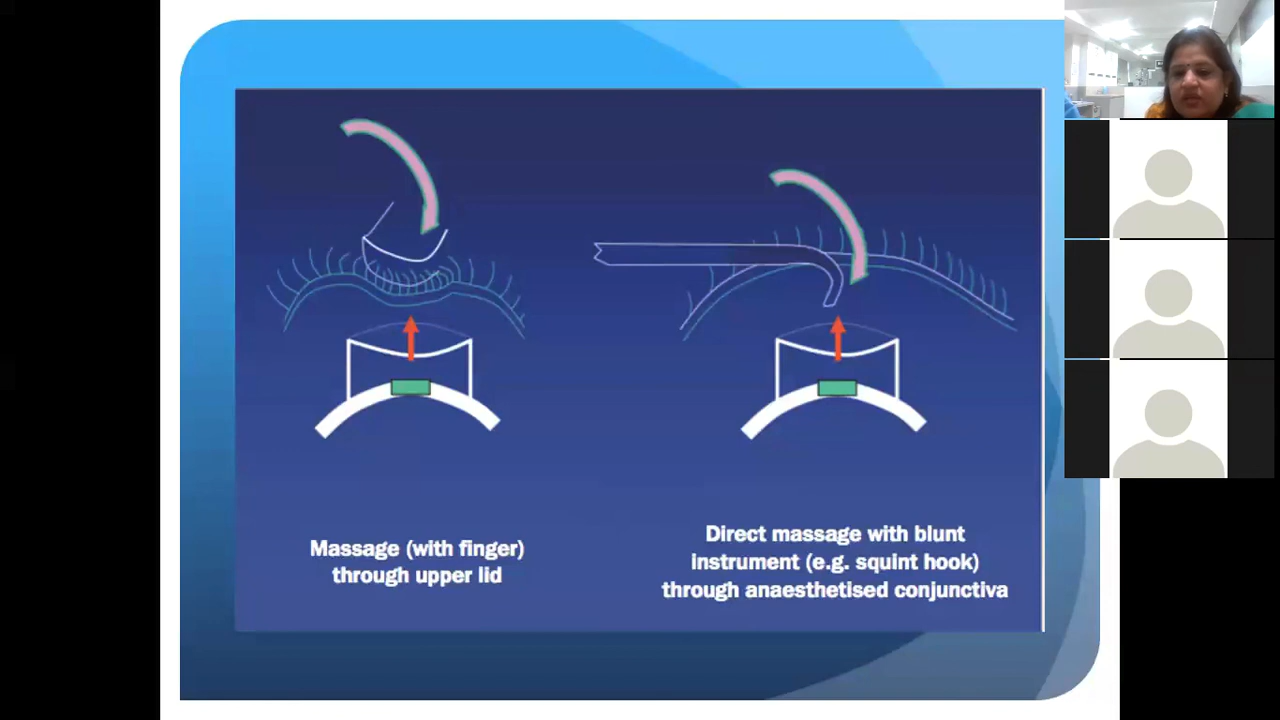 Massage (with finger)
through upper lid
Direct massage with blunt
instrument (e.g. squint hook)
through anaesthetised conjunctiva